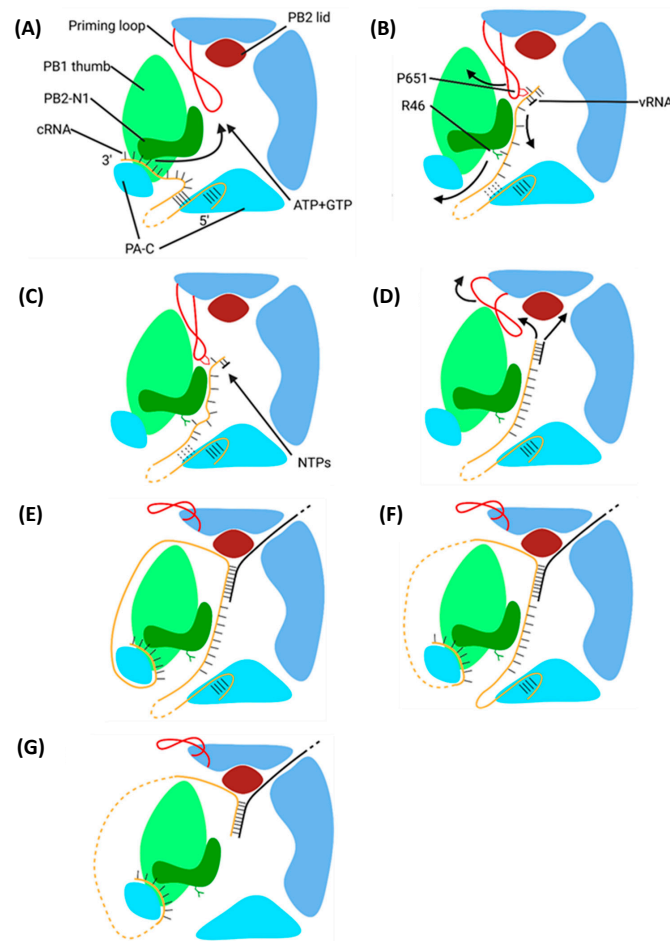 (A)
Priming loop
PB2 lid
PB1 thumb
PB2-N1
cRNA
3'
5'
ATP+GTP
PA-C
(B)
P651
R46
vRNA
(C)
NTPs
(D)
(E)
(F)
(G)